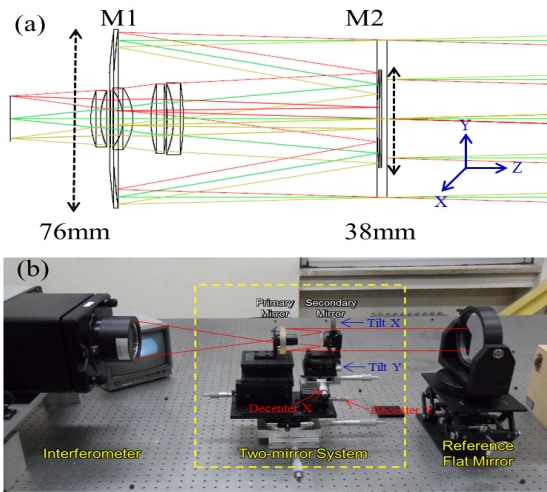 (a)
M1
M2
76mm
38mm
Y
Z
X
(b)
Primary
Mirror
Secondary
Mirror
Tilt X
Tilt Y
Decenter X
Decenter Y
Interferometer
Two-mirror System
Reference
Flat Mirror